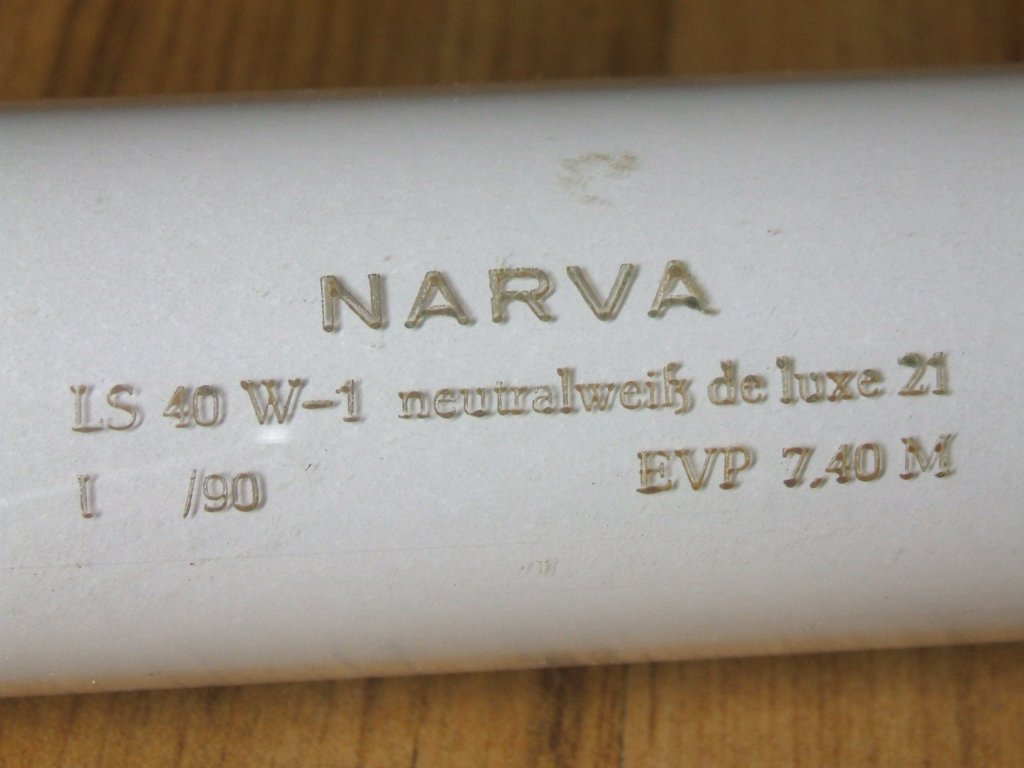 NARVA
LS 40 W-1 neutralweiß de luxe 21
I /90 EVP 7,40 M